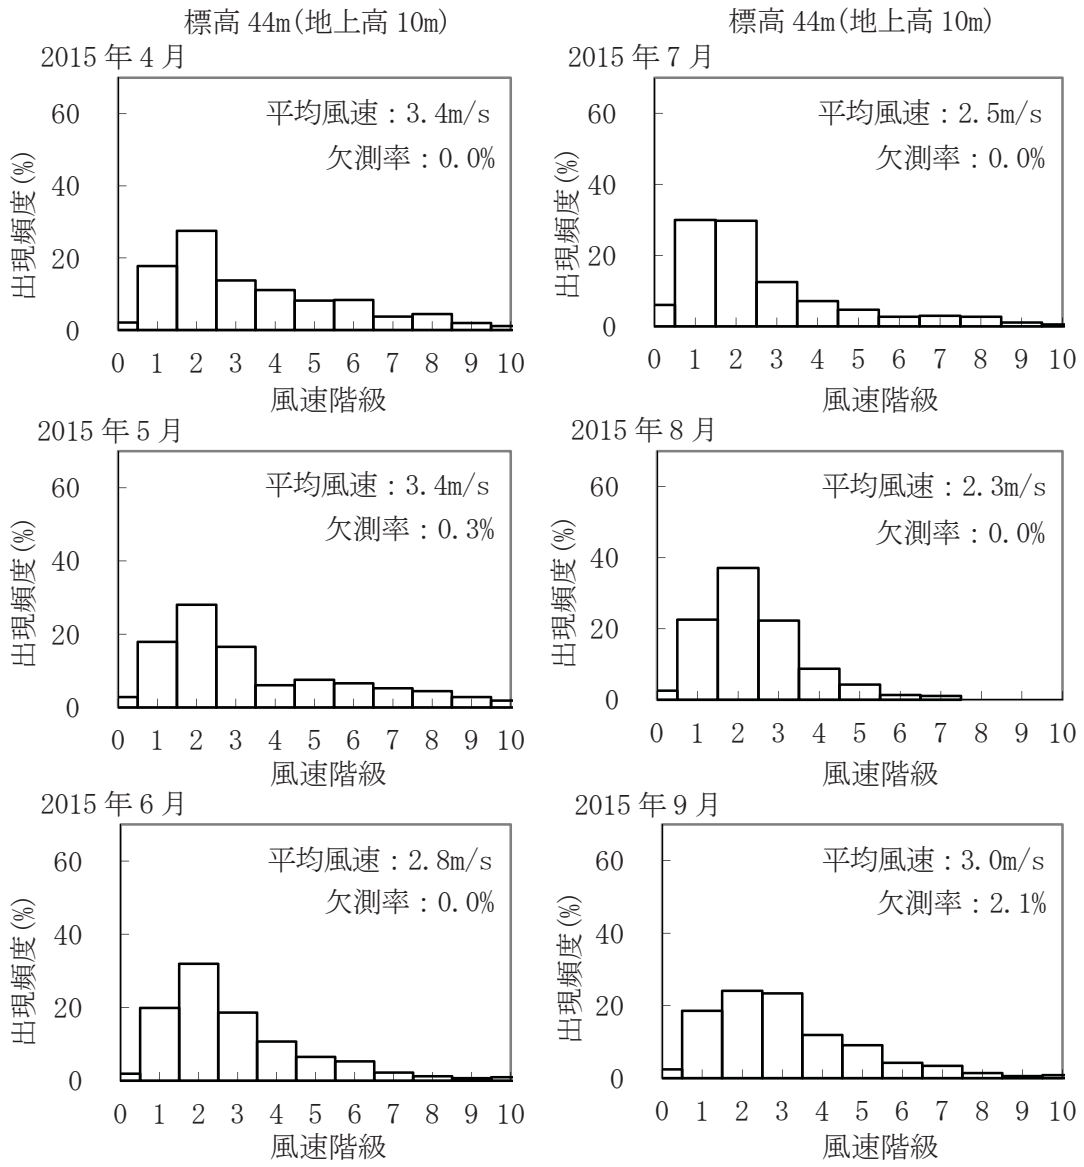 標高 44m(地上高 10m)
2015 年 4 月
平均風速：3.4m/s
欠測率：0.0%
出現頻度(%)
60
40
20
0
0 1 2 3 4 5 6 7 8 9 10
風速階級
2015 年 5 月
平均風速：3.4m/s
欠測率：0.3%
出現頻度(%)
60
40
20
0
0 1 2 3 4 5 6 7 8 9 10
風速階級
2015 年 6 月
平均風速：2.8m/s
欠測率：0.0%
出現頻度(%)
60
40
20
0
0 1 2 3 4 5 6 7 8 9 10
風速階級
標高 44m(地上高 10m)
2015 年 7 月
平均風速：2.5m/s
欠測率：0.0%
出現頻度(%)
60
40
20
0
0 1 2 3 4 5 6 7 8 9 10
風速階級
2015 年 8 月
平均風速：2.3m/s
欠測率：0.0%
出現頻度(%)
60
40
20
0
0 1 2 3 4 5 6 7 8 9 10
風速階級
2015 年 9 月
平均風速：3.0m/s
欠測率：2.1%
出現頻度(%)
60
40
20
0
0 1 2 3 4 5 6 7 8 9 10
風速階級